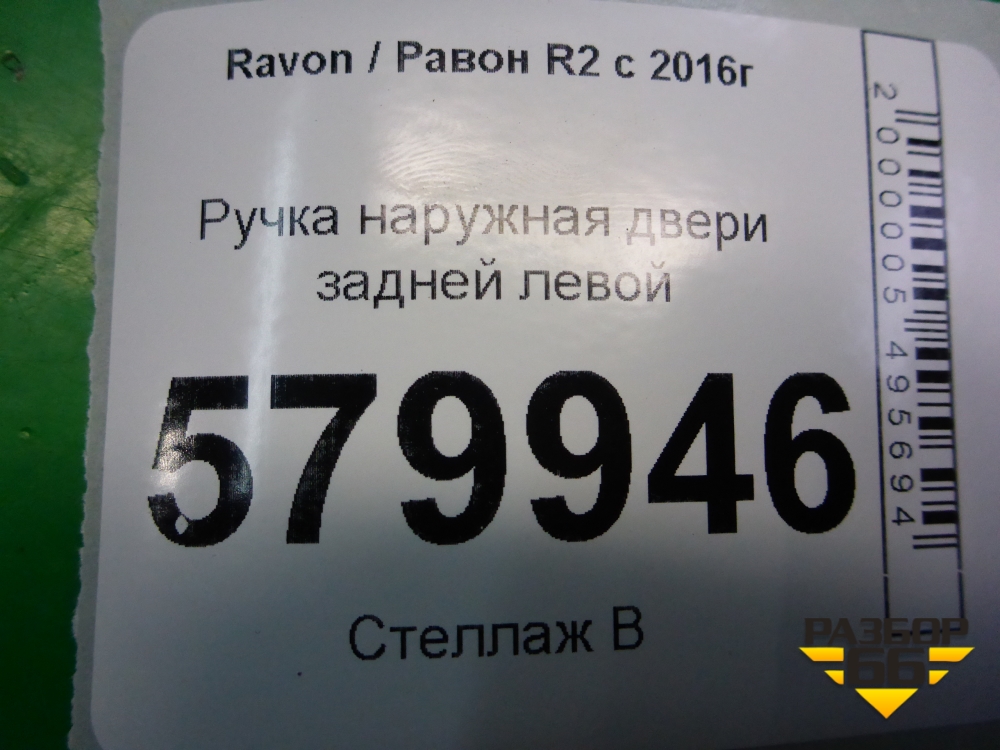 Ravon / Равон R2 с 2016г
Ручка наружная двери
задней левой
579946
Стеллаж В
2000005495694
РАЗБОР
66